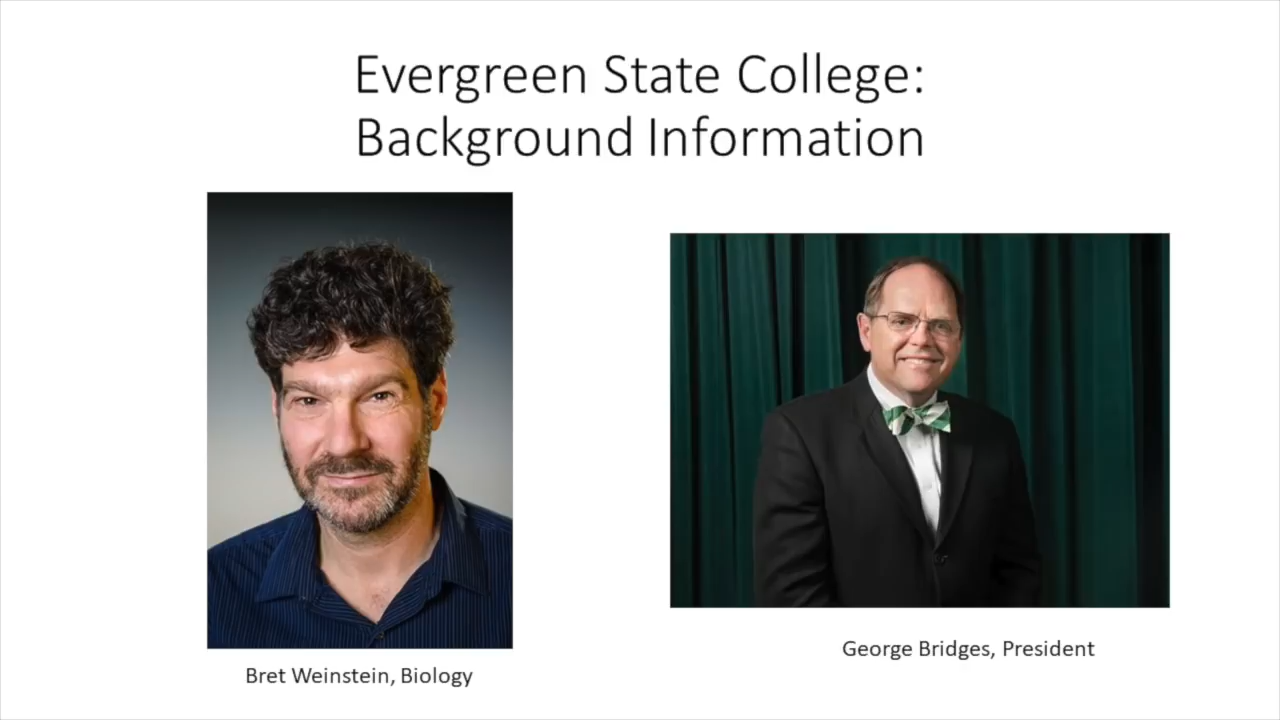 Evergreen State College:
Background Information
Bret Weinstein, Biology
George Bridges, President